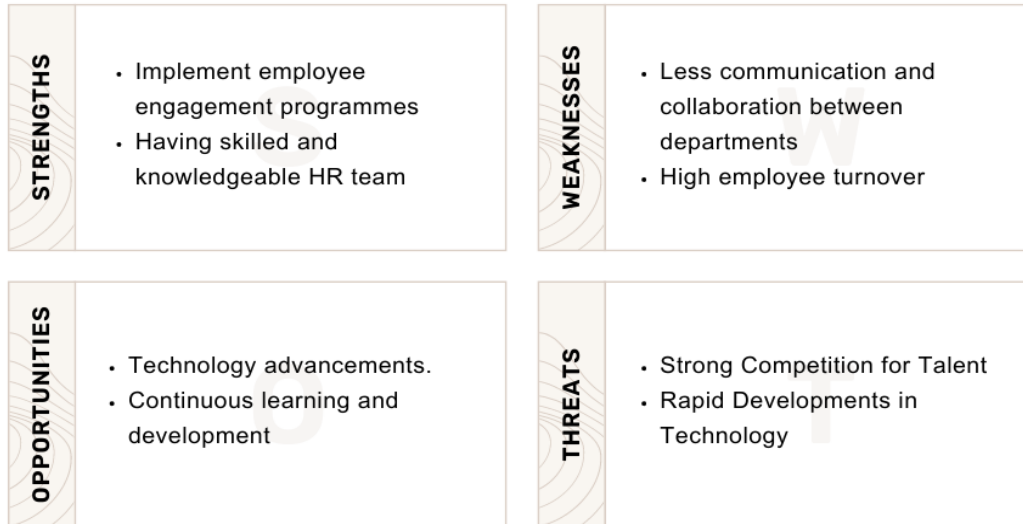 STRENGTHS
S
• Implement employee
engagement programmes
• Having skilled and
knowledgeable HR team
WEAKNESSES
W
• Less communication and
collaboration between
departments
• High employee turnover
OPPORTUNITIES
O
• Technology advancements.
• Continuous learning and
development
THREATS
T
• Strong Competition for Talent
• Rapid Developments in
Technology